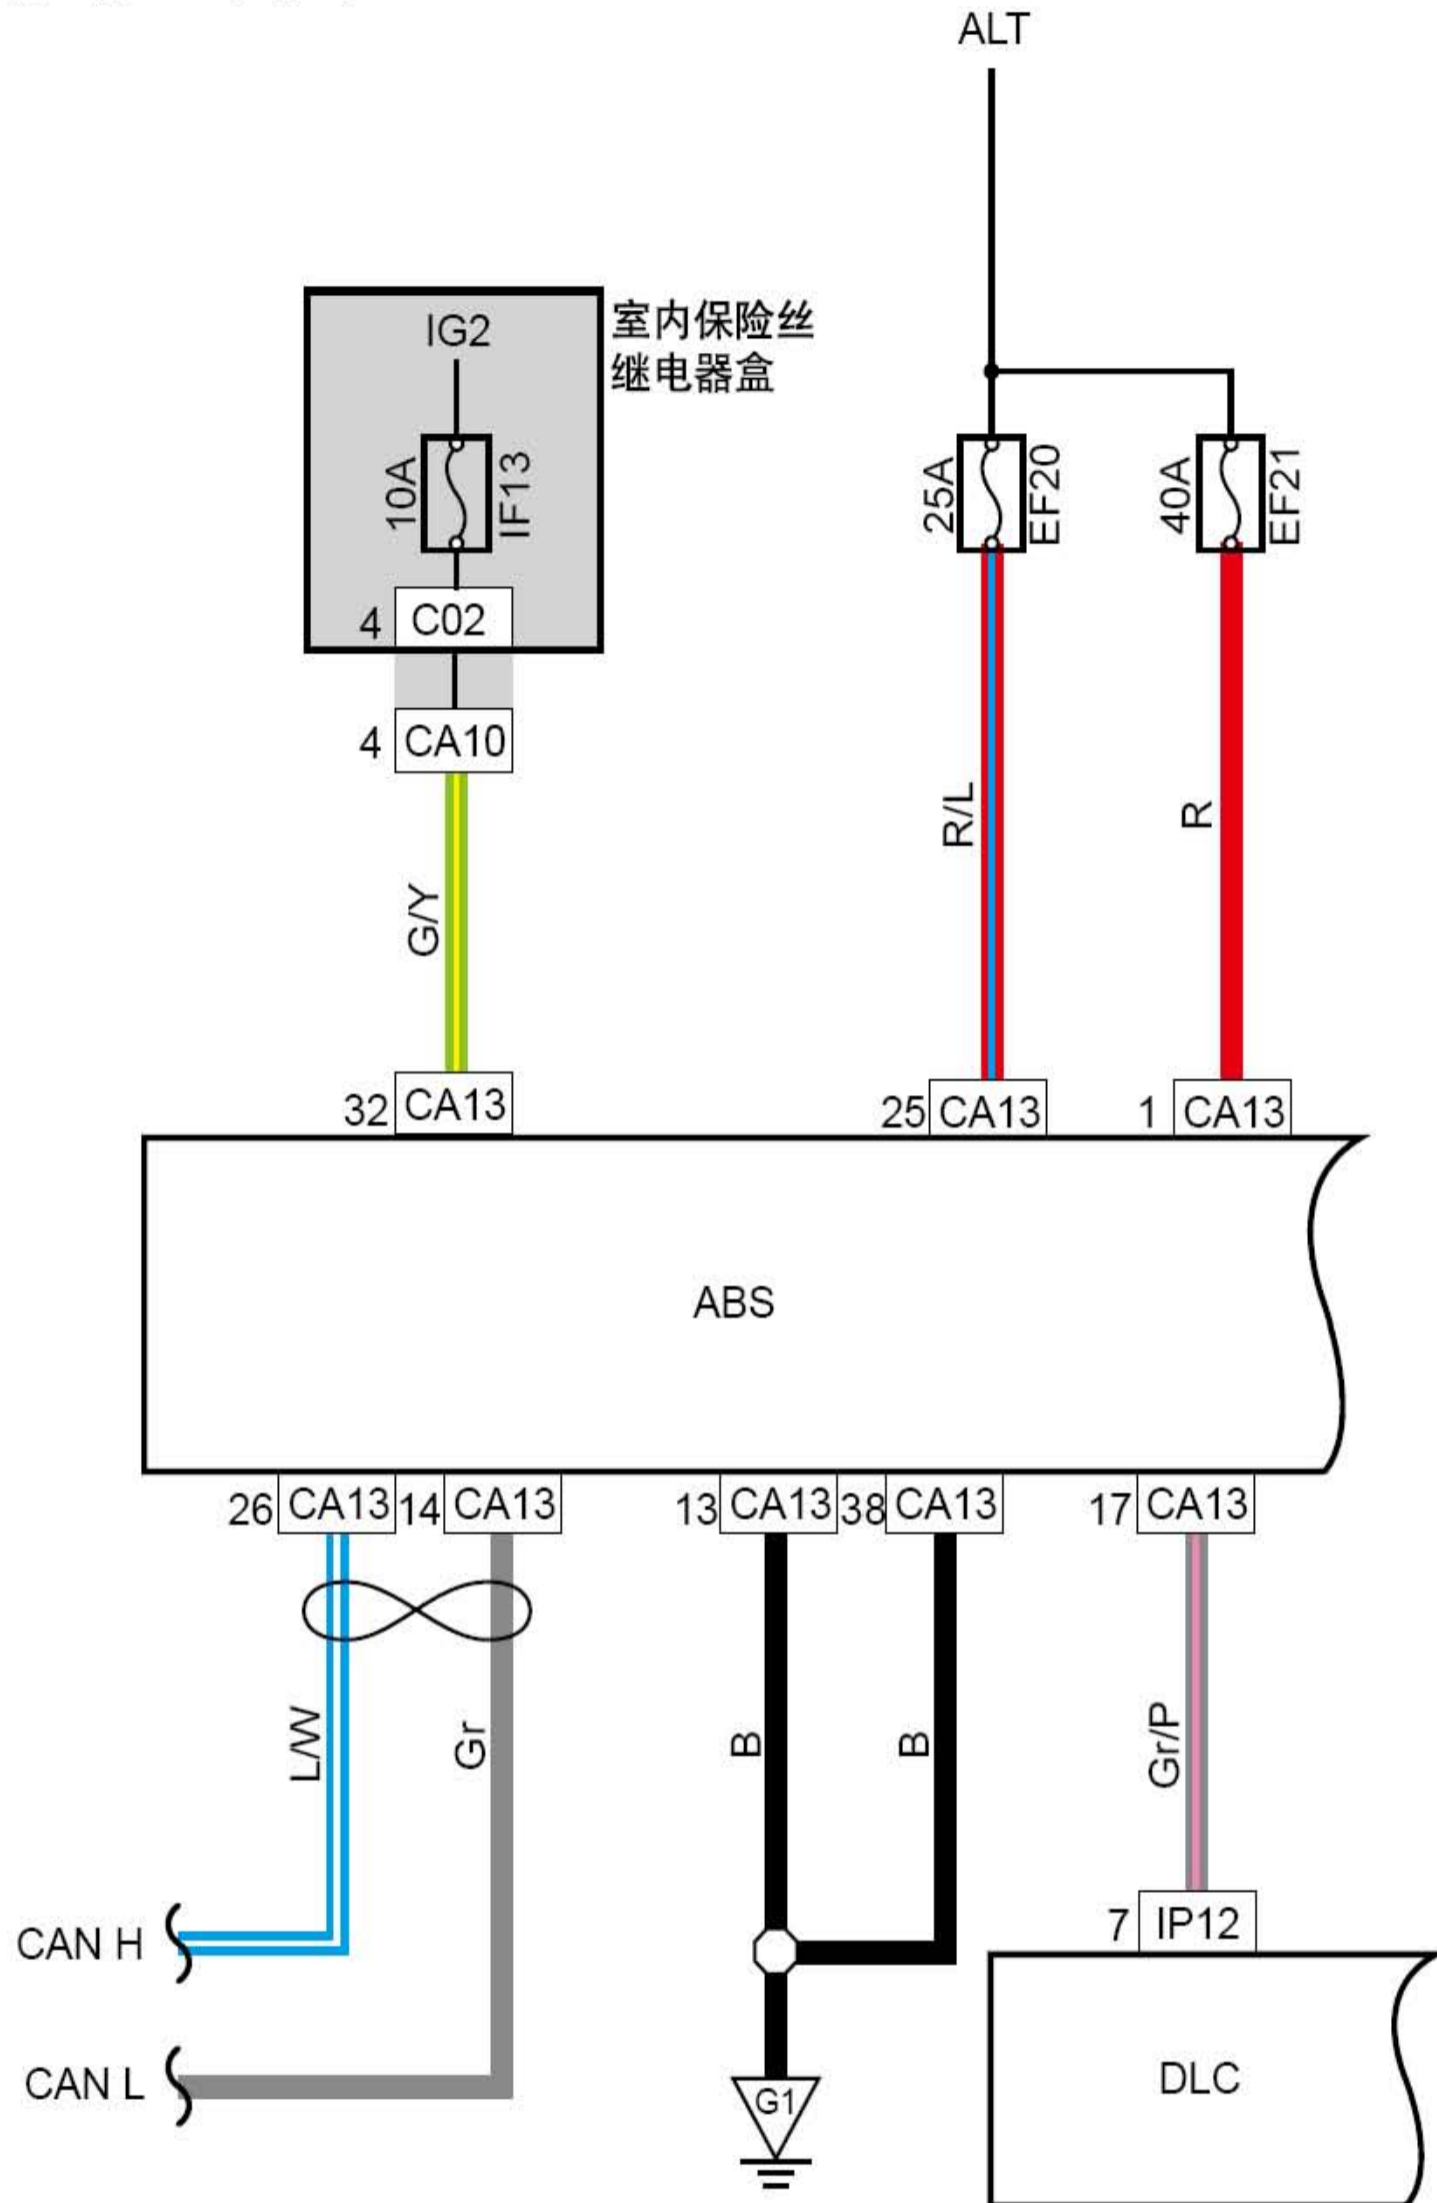 ALT
IG2
室内保险丝
继电器盒
10A
IF13
25A
EF20
40A
EF21
4 C02
4 CA10
G/Y
R/L
R
32 CA13
25 CA13
1 CA13
ABS
26 CA13
14 CA13
13 CA13
38 CA13
17 CA13
L/W
Gr
B
B
Gr/P
CAN H
7 IP12
CAN L
G1
DLC